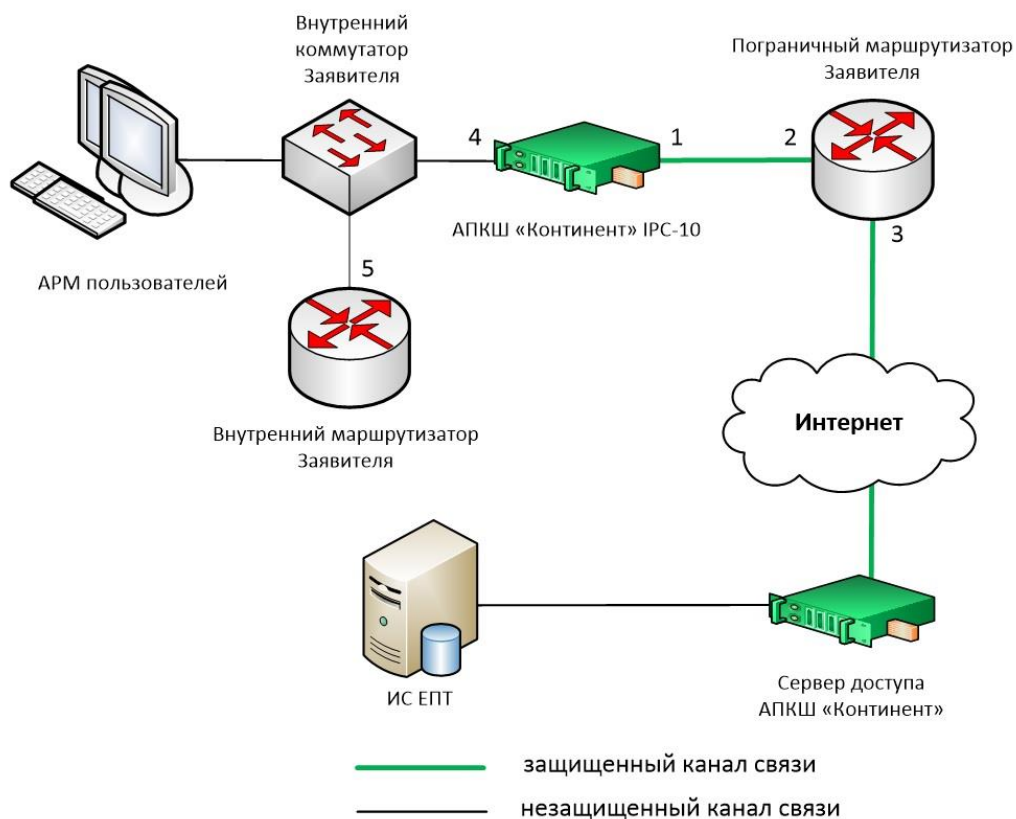 Внутренний
коммутатор
Заявителя
Пограничный маршрутизатор
Заявителя
4
1
2
АПКШ «Континент» IPC-10
3
АРМ пользователей
5
Внутренний маршрутизатор
Заявителя
Интернет
ИС ЕПТ
Сервер доступа
АПКШ «Континент»
защищенный канал связи
незащищенный канал связи